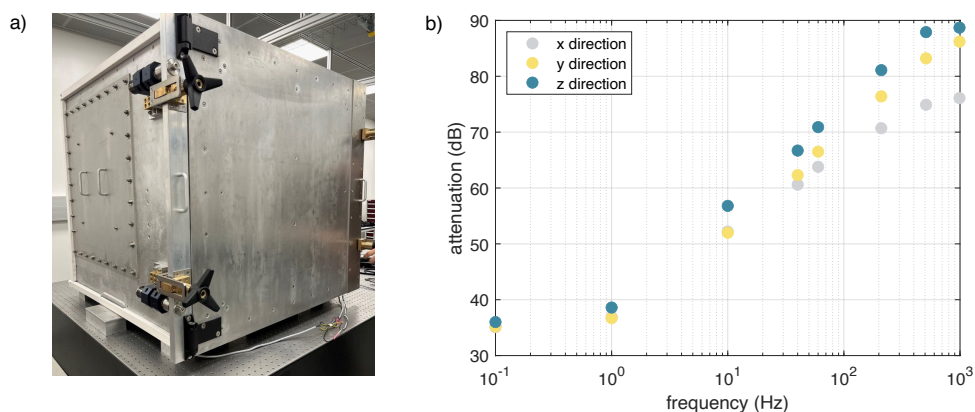 a)
b)
90
80
70
60
50
40
30
attenuation (dB)
x direction
y direction
z direction
10-1 100 101 102 103
frequency (Hz)